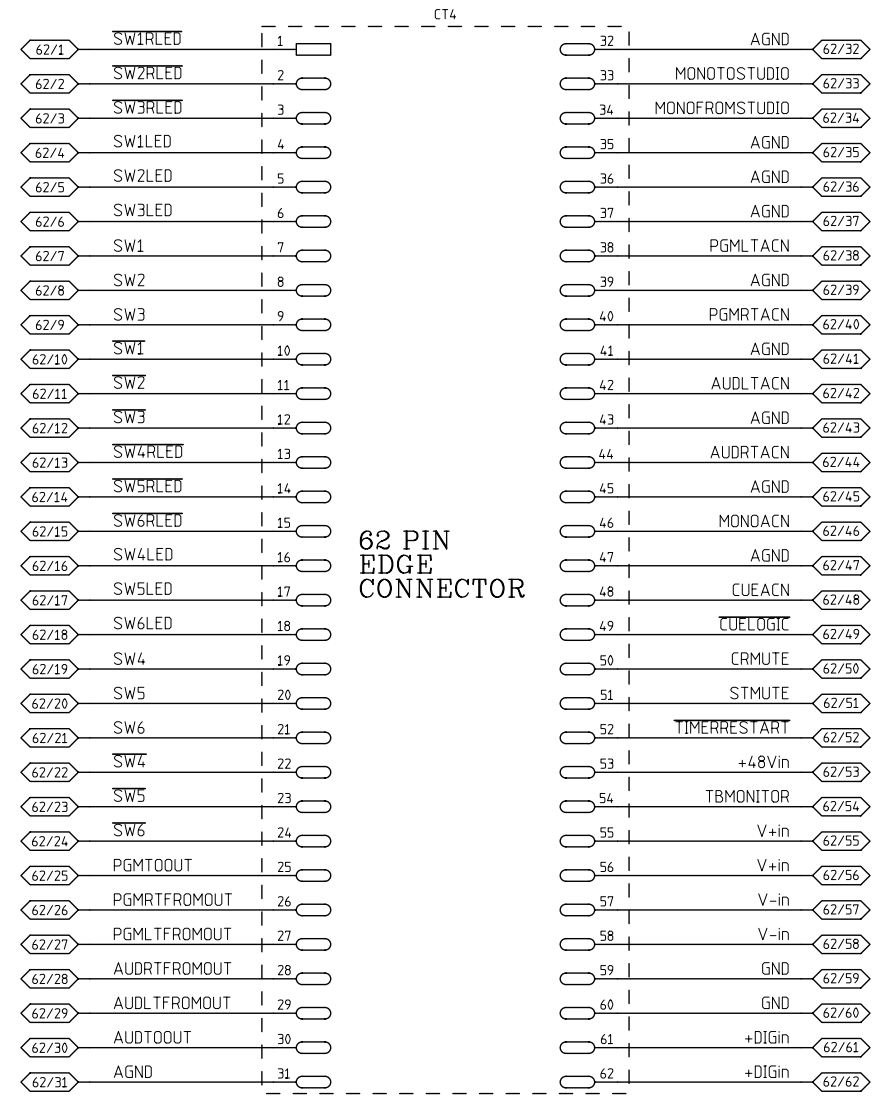 CT4
62/1 SW1RLED 1
62/2 SW2RLED 2
62/3 SW3RLED 3
62/4 SW1LED 4
62/5 SW2LED 5
62/6 SW3LED 6
62/7 SW1 7
62/8 SW2 8
62/9 SW3 9
62/10 SW1 10
62/11 SW2 11
62/12 SW3 12
62/13 SW4RLED 13
62/14 SW5RLED 14
62/15 SW6RLED 15
62/16 SW4LED 16
62/17 SW5LED 17
62/18 SW6LED 18
62/19 SW4 19
62/20 SW5 20
62/21 SW6 21
62/22 SW4 22
62/23 SW5 23
62/24 SW6 24
62/25 PGMTOOUT 25
62/26 PGMRTFROMOUT 26
62/27 PGMLTFROMOUT 27
62/28 AUDRTFROMOUT 28
62/29 AUDLTFROMOUT 29
62/30 AUDTOOUT 30
62/31 AGND 31
62 PIN
EDGE
CONNECTOR
32 AGND 62/32
33 MONOTOSTUDIO 62/33
34 MONOFROMSTUDIO 62/34
35 AGND 62/35
36 AGND 62/36
37 AGND 62/37
38 PGMLTACN 62/38
39 AGND 62/39
40 PGMRTACN 62/40
41 AGND 62/41
42 AUDLTACN 62/42
43 AGND 62/43
44 AUDRTACN 62/44
45 AGND 62/45
46 MONOACN 62/46
47 AGND 62/47
48 CUEACN 62/48
49 CUELOGIC 62/49
50 CRMUTE 62/50
51 STMUTE 62/51
52 TIMERRESTART 62/52
53 +48Vin 62/53
54 TBMONITOR 62/54
55 V+in 62/55
56 V+in 62/56
57 V-in 62/57
58 V-in 62/58
59 GND 62/59
60 GND 62/60
61 +DIGin 62/61
62 +DIGin 62/62